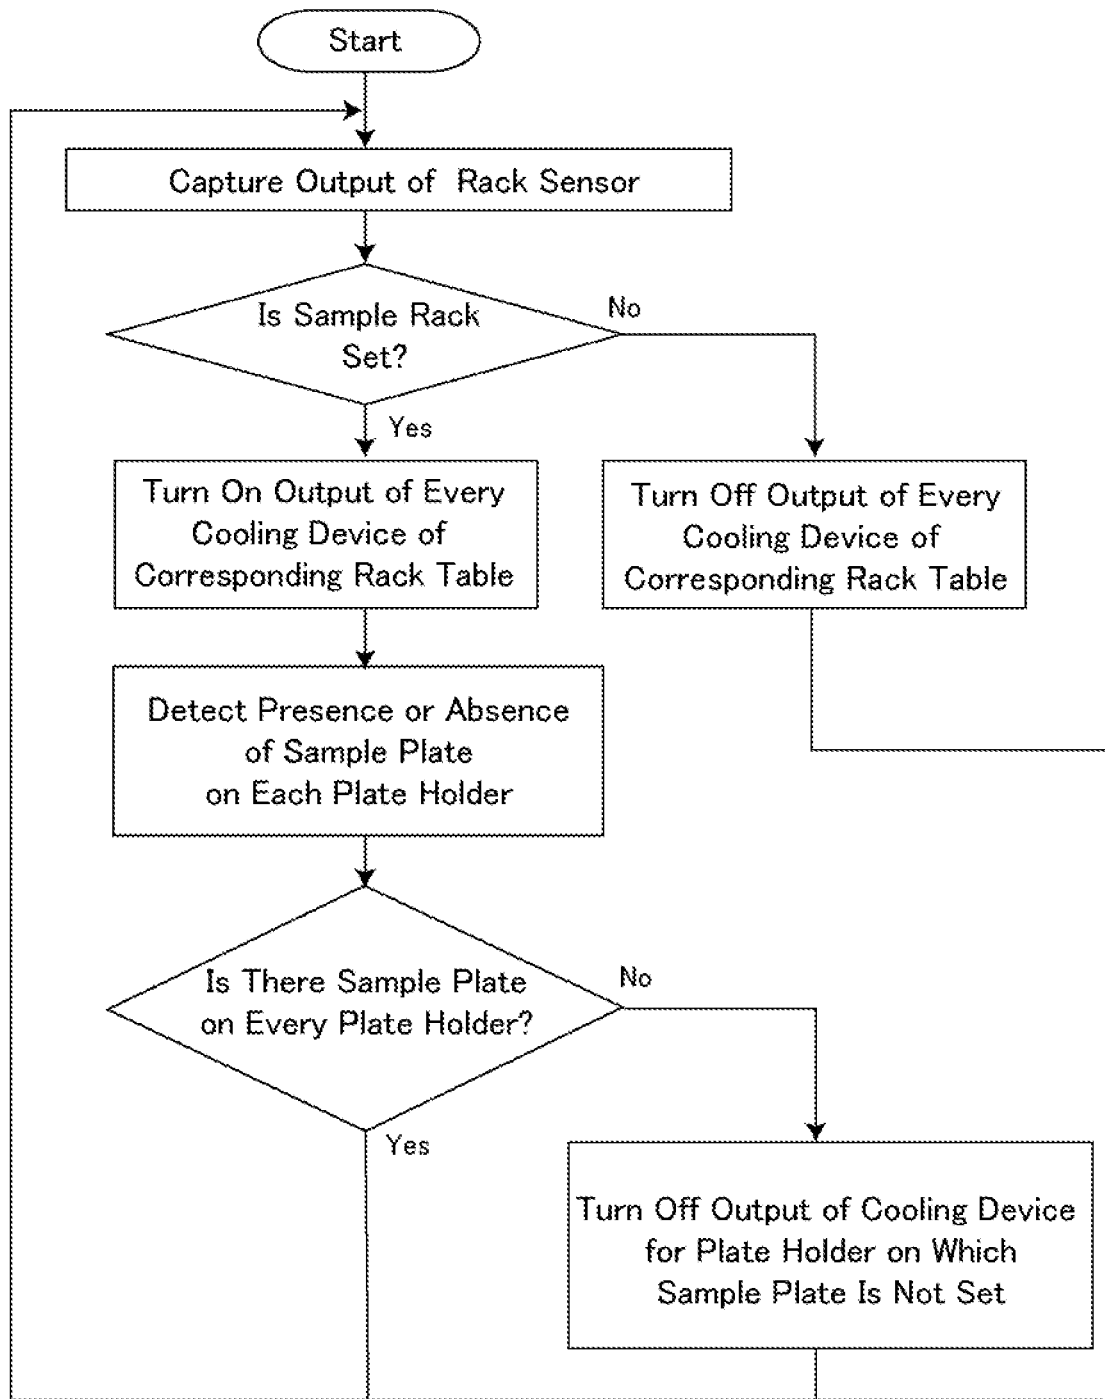 Start
Capture Output of Rack Sensor
Is Sample Rack
Set?
No
Yes
Turn On Output of Every
Cooling Device of
Corresponding Rack Table
Turn Off Output of Every
Cooling Device of
Corresponding Rack Table
Detect Presence or Absence
of Sample Plate
on Each Plate Holder
Is There Sample Plate
on Every Plate Holder?
No
Yes
Turn Off Output of Cooling Device
for Plate Holder on Which
Sample Plate Is Not Set